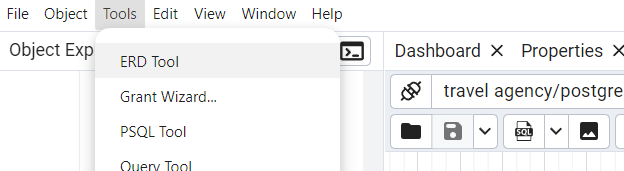 File Object Tools Edit View Window Help
Object Exp
Dashboard Properties
ERD Tool
travel agency/postgre
Grant Wizard...
PSQL Tool
SQL
Query Tool